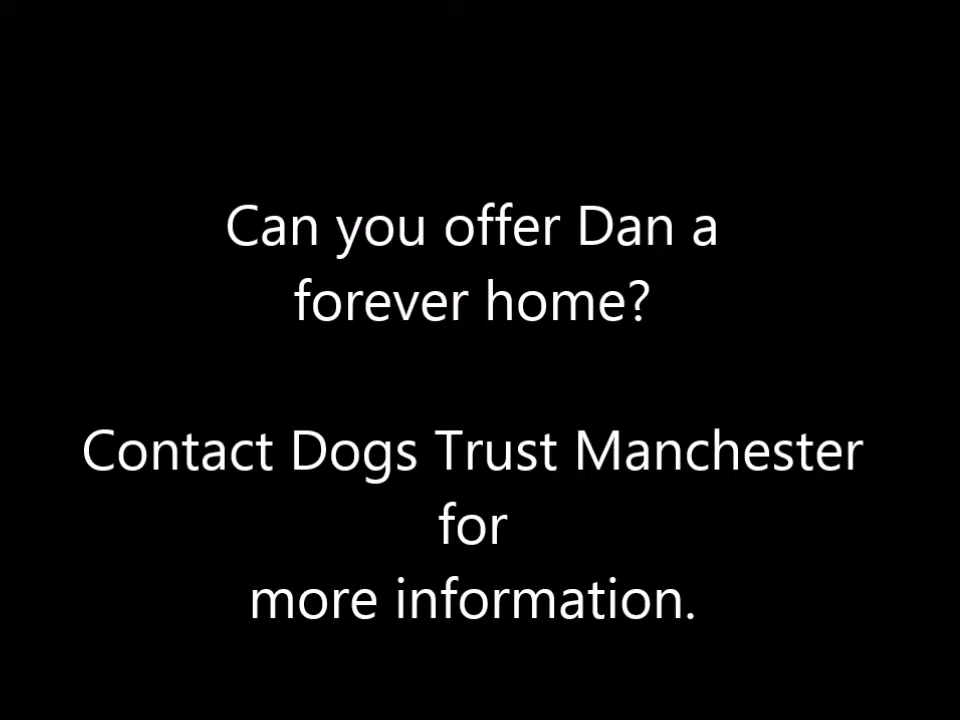 Can you offer Dan a
forever home?
Contact Dogs Trust Manchester
for
more information.